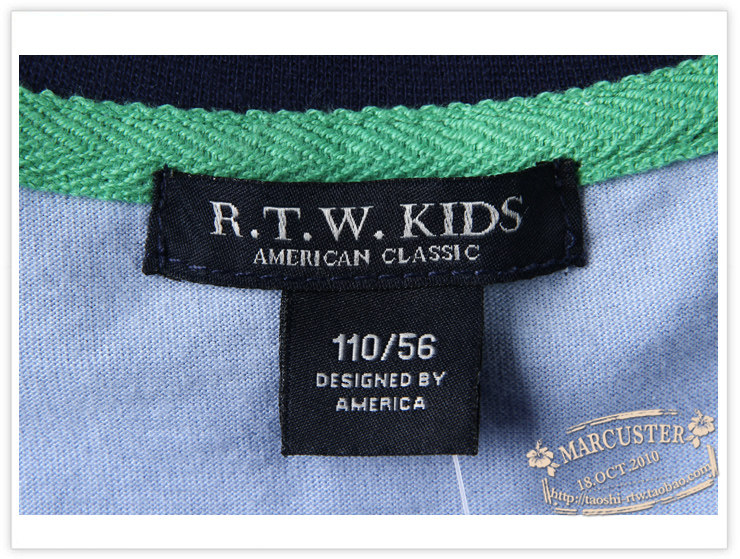 R.T.W. KIDS
AMERICAN CLASSIC
110/56
DESIGNED BY
AMERICA
MARCUSTER
18.OCT.2010
http://taoshi-rtw.taobao.com